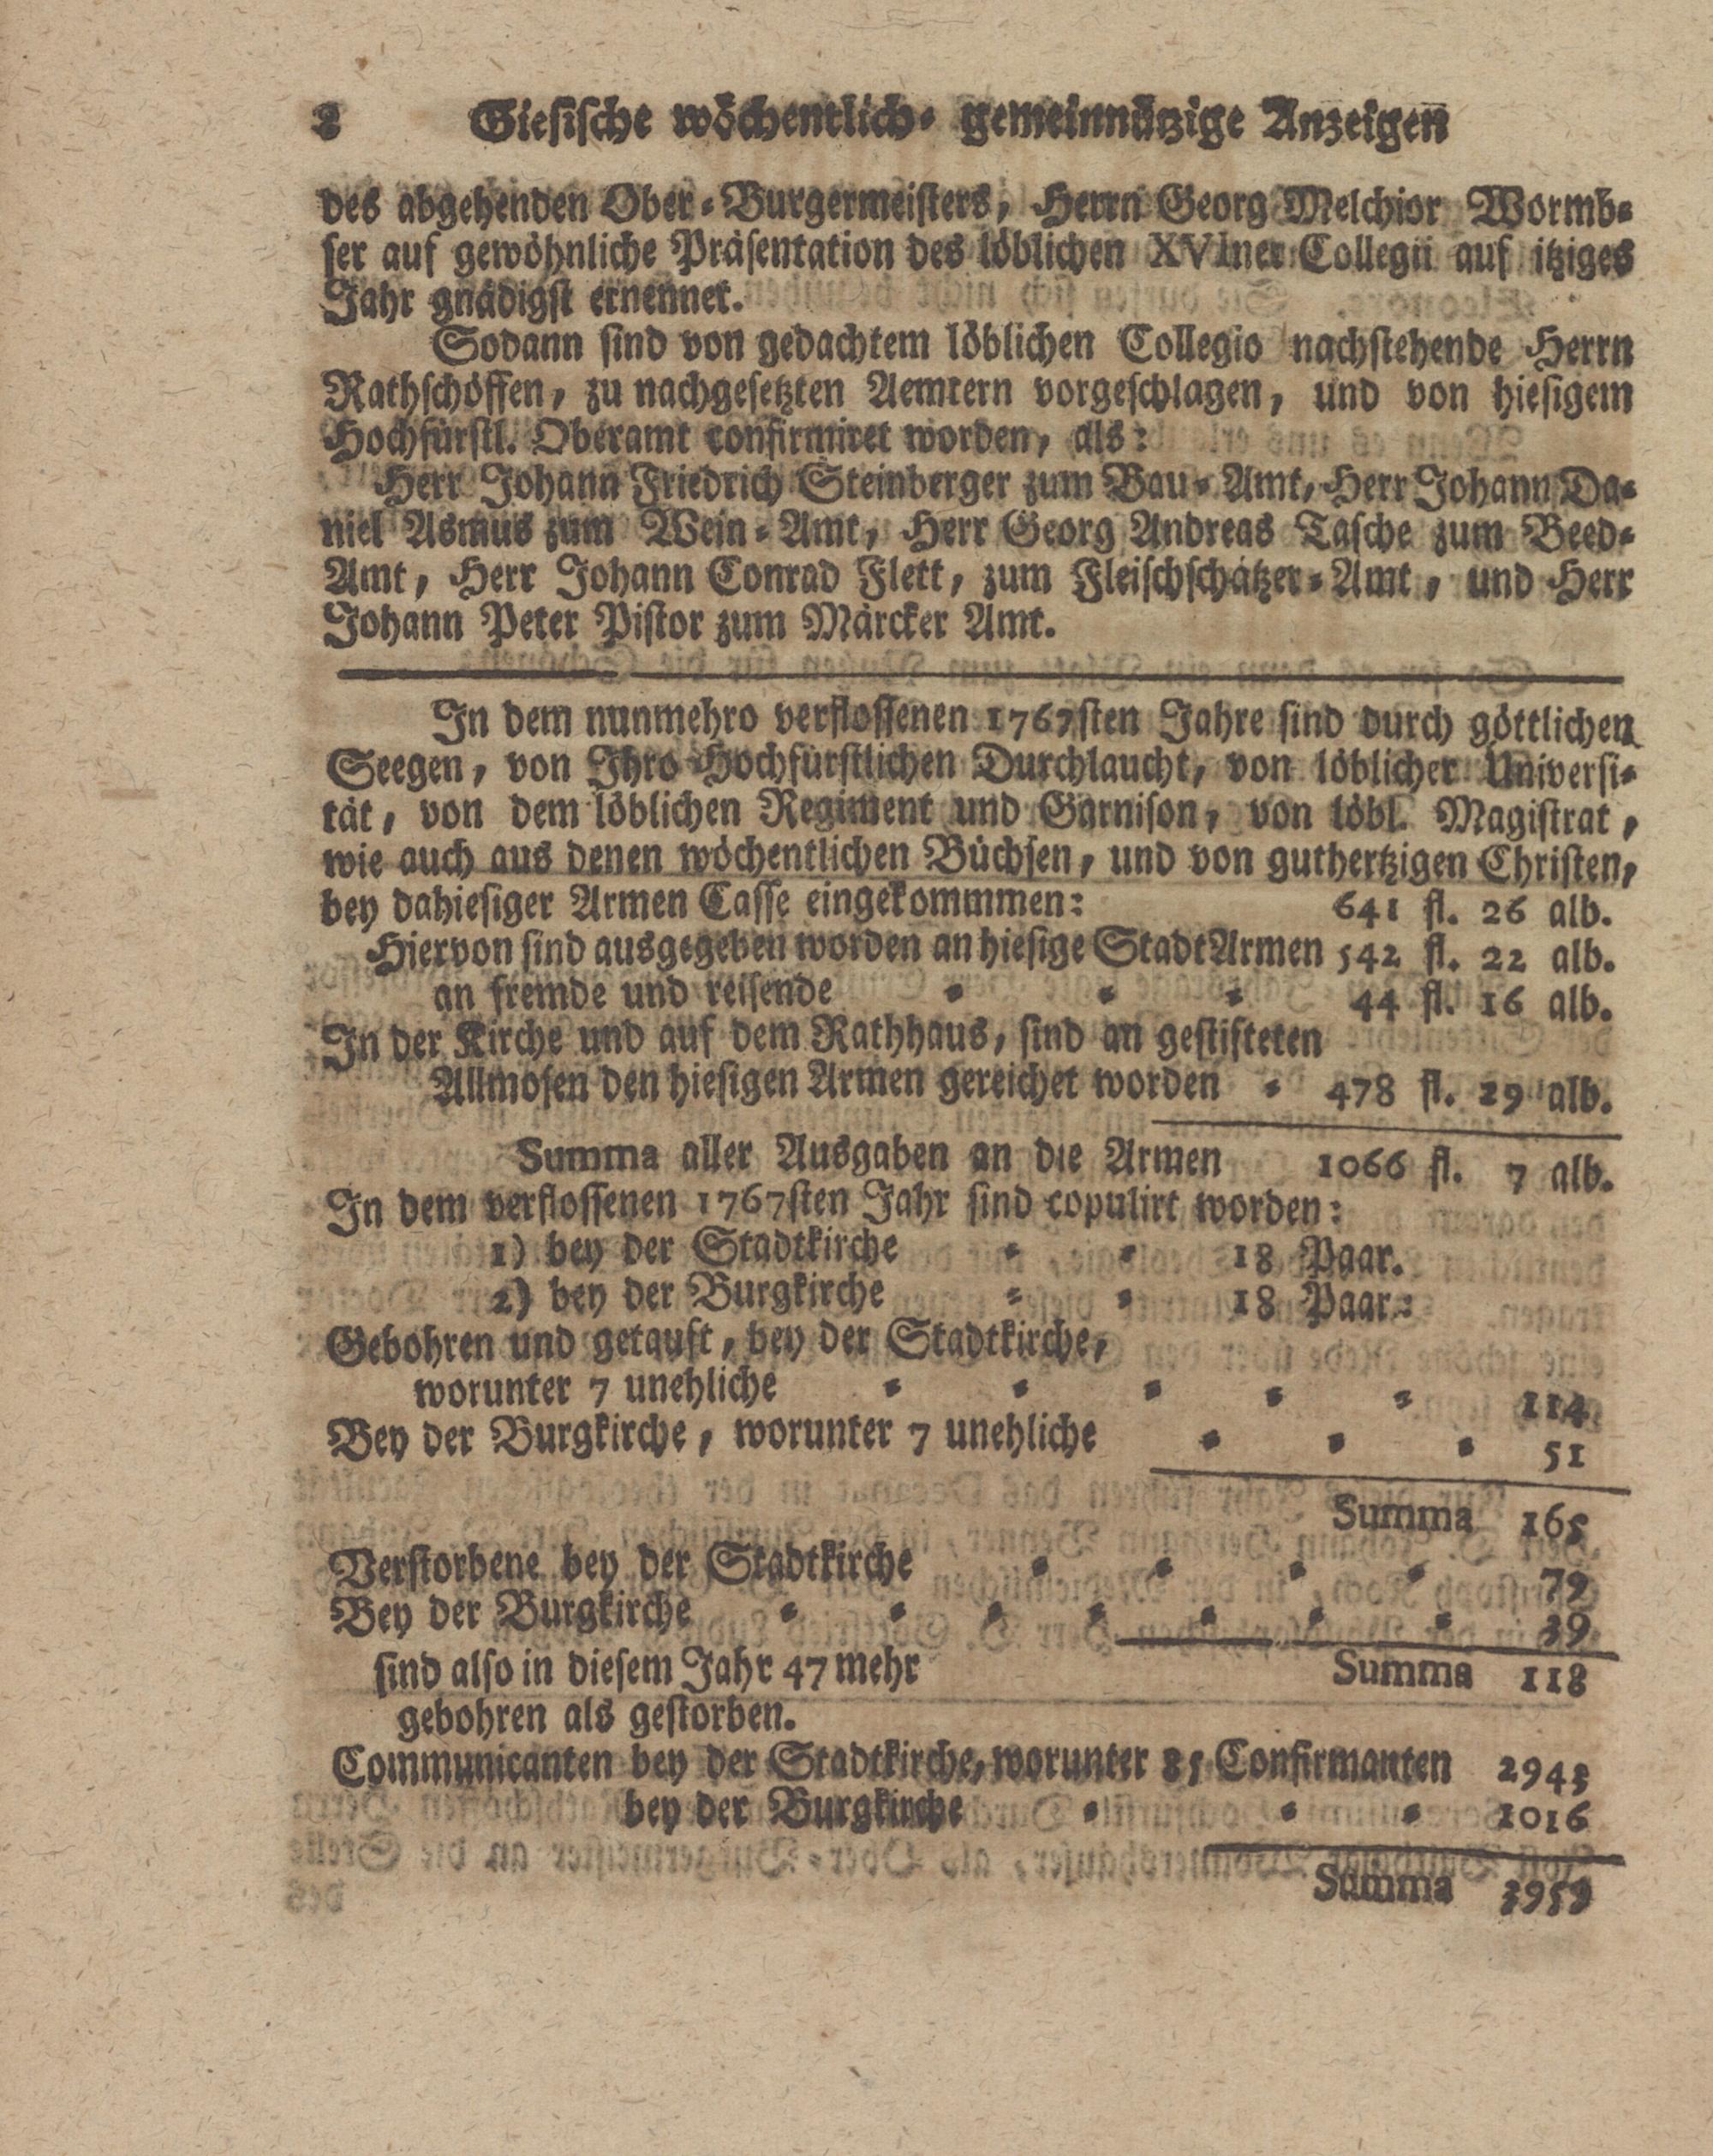 2 Giesische wöchentlich- gemeinnützige Anzeigen
des abgehenden Ober-Burgermeisters, Herrn Georg Melchior Wormb-
ser auf gewöhnliche Präsentation des löblichen XVIner Collegii auf itziges
Jahr gnädigst ernennet.
Sodann sind von gedachtem löblichen Collegio nachstehende Herrn
Rathschöffen, zu nachgesetzten Aemtern vorgeschlagen, und von hiesigem
Hochfürstl. Oberamt confirmiret worden, als:
Herr Johann Friedrich Steinberger zum Bau-Amt, Herr Johann Da-
niel Asmus zum Wein-Amt, Herr Georg Andreas Tasche zum Beed-
Amt, Herr Johann Conrad Flett, zum Fleischschätzer-Amt, und Herr
Johann Peter Pistor zum Märcker Amt.
In dem nunmehro verflossenen 1767sten Jahre sind durch göttlichen
Seegen, von Ihro Hochfürstlichen Durchlaucht, von löblicher Universi-
tät, von dem löblichen Regiment und Garnison, von löbl. Magistrat,
wie auch aus denen wöchentlichen Büchsen, und von guthertzigen Christen,
bey dahiesiger Armen Casse eingekommmen: 641 fl. 26 alb.
Hiervon sind ausgegeben worden an hiesige Stadt Armen 542 fl. 22 alb.
an fremde und reisende - - - 44 fl. 16 alb.
In der Kirche und auf dem Rathhaus, sind an gestifteten
Allmosen den hiesigen Armen gereichet worden - 478 fl. 29 alb.
Summa aller Ausgaben an die Armen 1066 fl. 7 alb.
In dem verflossenen 1767sten Jahr sind copulirt worden:
1) bey der Stadtkirche - - 18 Paar.
2) bey der Burgkirche - - 18 Paar.
Gebohren und getauft, bey der Stadtkirche,
worunter 7 unehliche - - - - - 114
Bey der Burgkirche, worunter 7 unehliche - - - 51
Summa 165
Verstorbene bey der Stadtkirche - - - - 79
Bey der Burgkirche - - - - - - - 39
sind also in diesem Jahr 47 mehr Summa 118
gebohren als gestorben.
Communicanten bey der Stadtkirche, worunter 85 Confirmanten 2943
bey der Burgkirche - - - 1016
Summa 3959